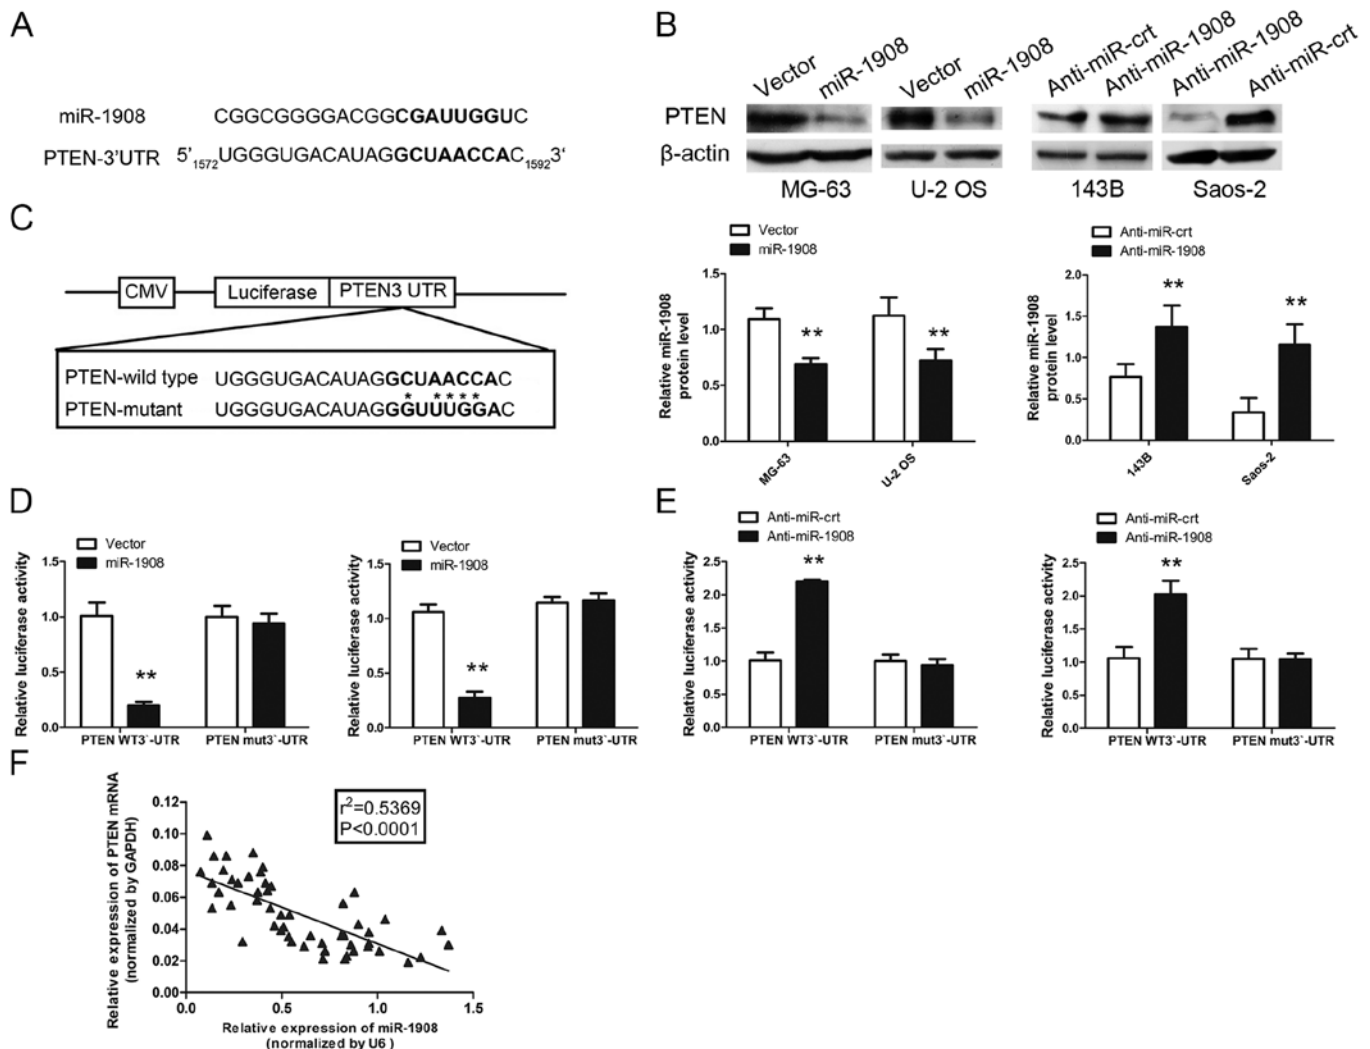 A
miR-1908 CGGCGGGGACGGCGAUUGGUC
PTEN-3'UTR 5' 1572UGGGUGACAUAGGCUAACCAC1592 3'
B
Vector miR-1908 Vector miR-1908 Anti-miR-crt Anti-miR-1908 Anti-miR-1908 Anti-miR-crt
PTEN
β-actin
MG-63 U-2 OS 143B Saos-2
Vector
miR-1908
Relative miR-1908
protein level
1.5
1.0
0.5
0.0
** **
MG-63 U-2 OS
Anti-miR-crt
Anti-miR-1908
Relative miR-1908
protein level
2.0
1.5
1.0
0.5
0.0
** **
143B Saos-2
C
CMV Luciferase PTEN3 UTR
PTEN-wild type UGGGUGACAUAGGCUAACCAC
* * * * *
PTEN-mutant UGGGUGACAUAGGGUUUGGAC
D
Vector
miR-1908
Relative luciferase activity
1.5
1.0
0.5
0.0
**
PTEN WT3`-UTR PTEN mut3`-UTR
Vector
miR-1908
Relative luciferase activity
1.5
1.0
0.5
0.0
**
PTEN WT3`-UTR PTEN mut3`-UTR
E
Anti-miR-crt
Anti-miR-1908
Relative luciferase activity
2.5
2.0
1.5
1.0
0.5
0.0
**
PTEN WT3`-UTR PTEN mut3`-UTR
Anti-miR-crt
Anti-miR-1908
Relative luciferase activity
2.5
2.0
1.5
1.0
0.5
0.0
**
PTEN WT3`-UTR PTEN mut3`-UTR
F
Relative expression of PTEN mRNA
(normalized by GAPDH)
0.12
0.10
0.08
0.06
0.04
0.02
0.00
r²=0.5369
P<0.0001
0.0 0.5 1.0 1.5
Relative expression of miR-1908
(normalized by U6 )